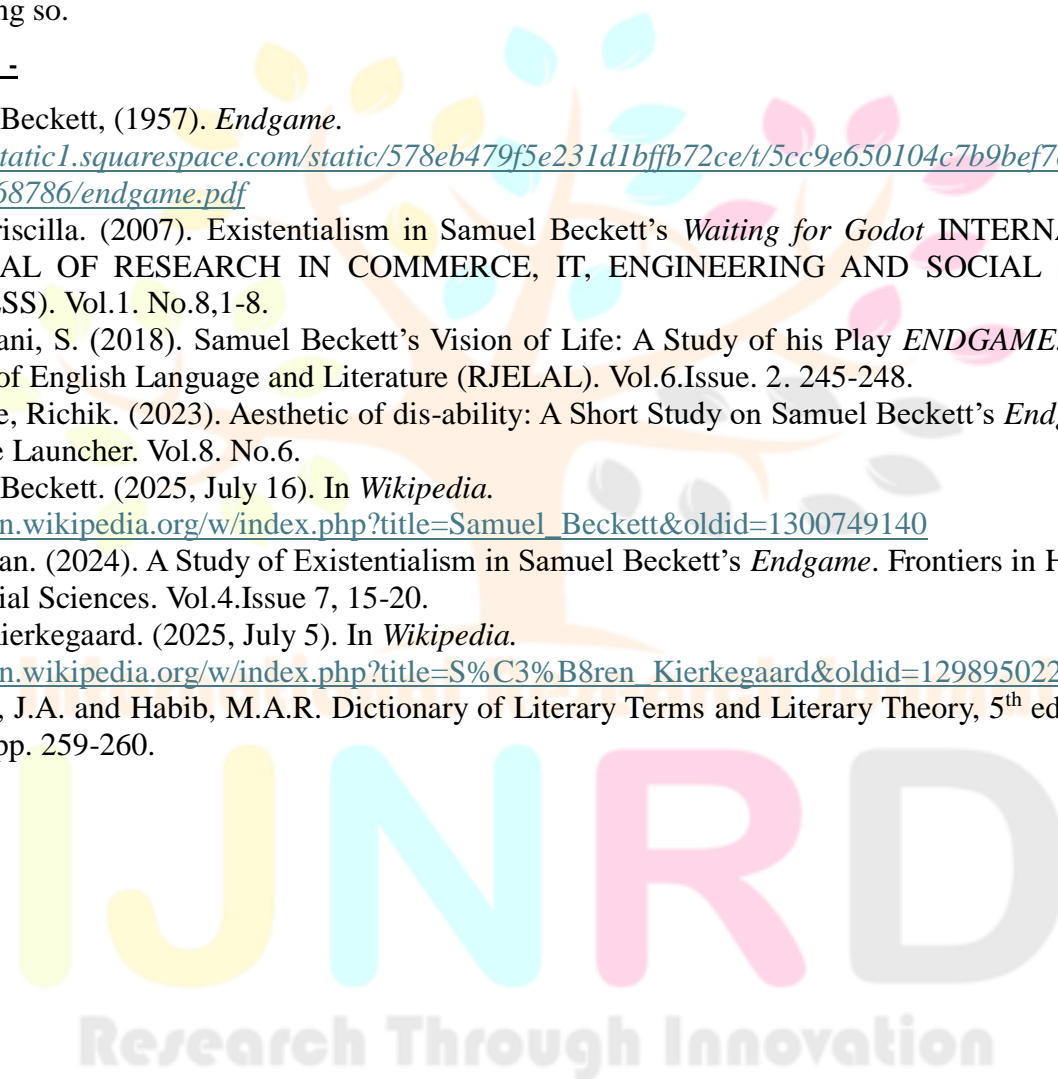 ng so.
-
Beckett, (1957). Endgame.
tatic1.squarespace.com/static/578eb479f5e231d1bffb72ce/t/5cc9e650104c7b9bef7
68786/endgame.pdf
riscilla. (2007). Existentialism in Samuel Beckett’s Waiting for Godot INTERNA
AL OF RESEARCH IN COMMERCE, IT, ENGINEERING AND SOCIAL
ESS). Vol.1. No.8,1-8.
ani, S. (2018). Samuel Beckett’s Vision of Life: A Study of his Play ENDGAME.
of English Language and Literature (RJELAL). Vol.6.Issue. 2. 245-248.
e, Richik. (2023). Aesthetic of dis-ability: A Short Study on Samuel Beckett’s Endg
e Launcher. Vol.8. No.6.
Beckett. (2025, July 16). In Wikipedia.
n.wikipedia.org/w/index.php?title=Samuel_Beckett&oldid=1300749140
an. (2024). A Study of Existentialism in Samuel Beckett’s Endgame. Frontiers in H
ial Sciences. Vol.4.Issue 7, 15-20.
ierkegaard. (2025, July 5). In Wikipedia.
n.wikipedia.org/w/index.php?title=S%C3%B8ren_Kierkegaard&oldid=129895022
, J.A. and Habib, M.A.R. Dictionary of Literary Terms and Literary Theory, 5th ed
pp. 259-260.
IJNRD
Research Through Innovation